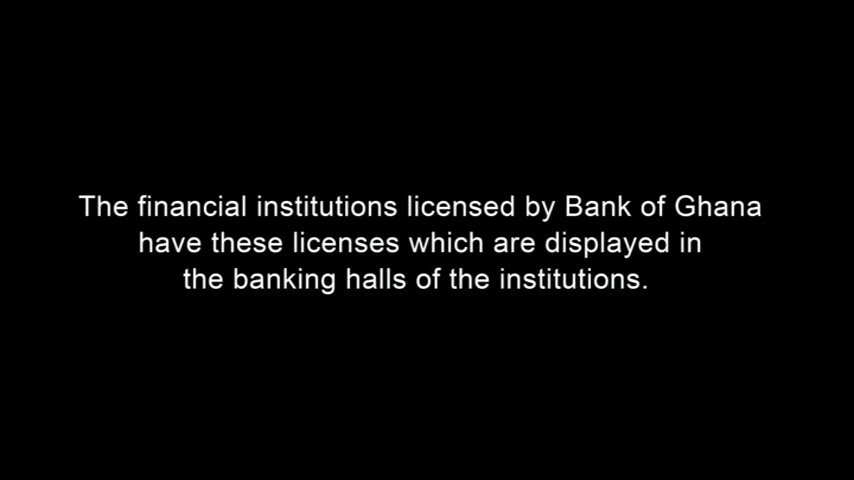 The financial institutions licensed by Bank of Ghana
have these licenses which are displayed in
the banking halls of the institutions.